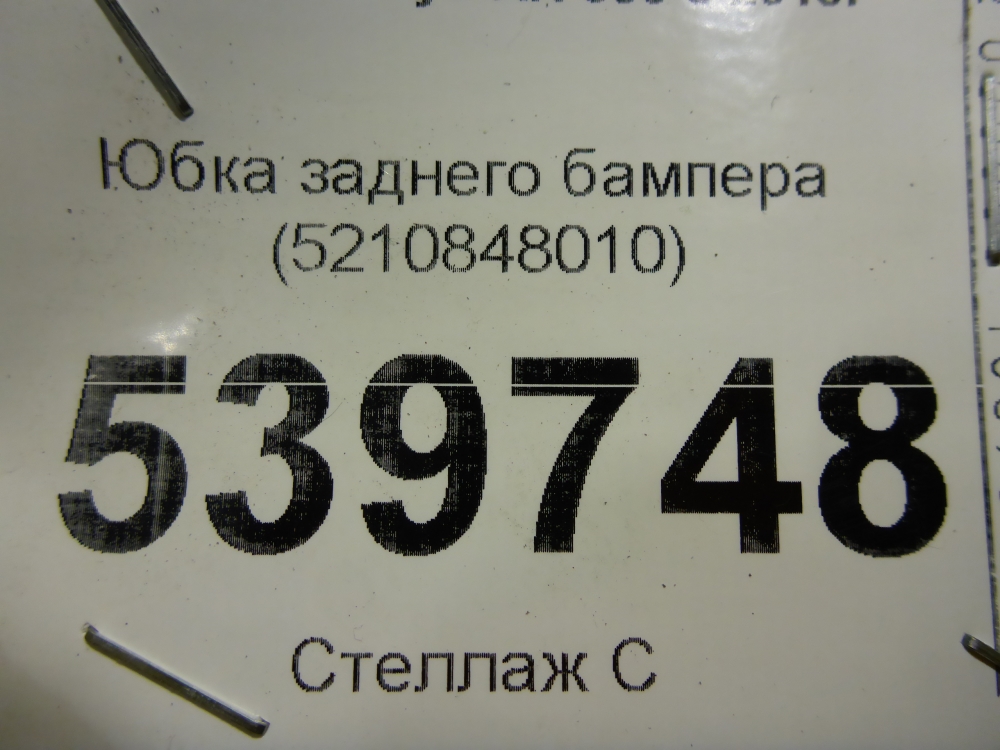 Юбка заднего бампера
(5210848010)
539748
Стеллаж С